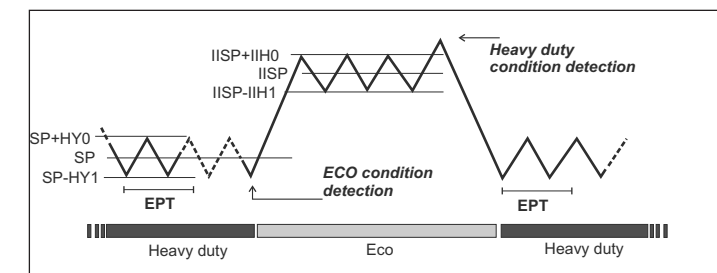 IISP+IIH0
IISP
IISP-IIH1
Heavy duty
condition detection
SP+HY0
SP
SP-HY1
ECO condition
detection
EPT
EPT
Heavy duty
Eco
Heavy duty